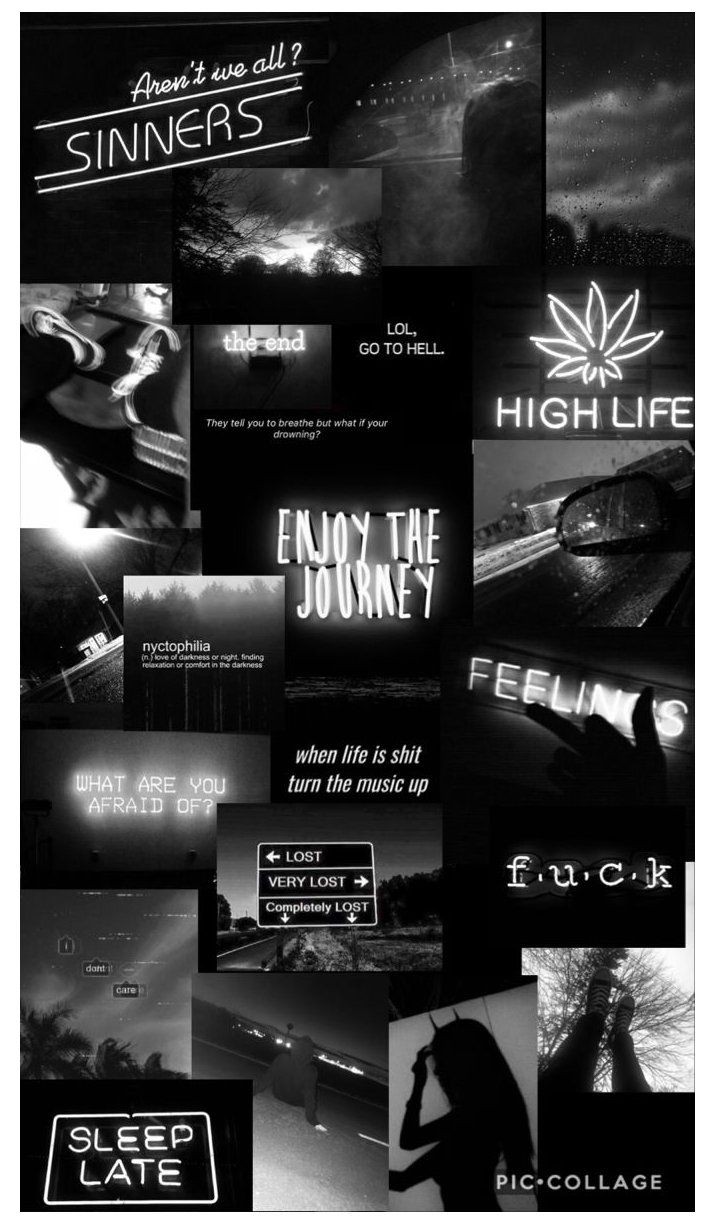 Aren't we all?
SINNERS
the end
LOL,
GO TO HELL.
HIGH LIFE
They tell you to breathe but what if your
drowning?
ENJOY THE
JOURNEY
nyctophilia
(n.) love of darkness or night, finding
relaxation or comfort in the darkness
FEELINGS
WHAT ARE YOU
AFRAID OF?
when life is shit
turn the music up
LOST
VERY LOST
Completely LOST
f.u.c.k
i
dont
care
SLEEP
LATE
PIC•COLLAGE